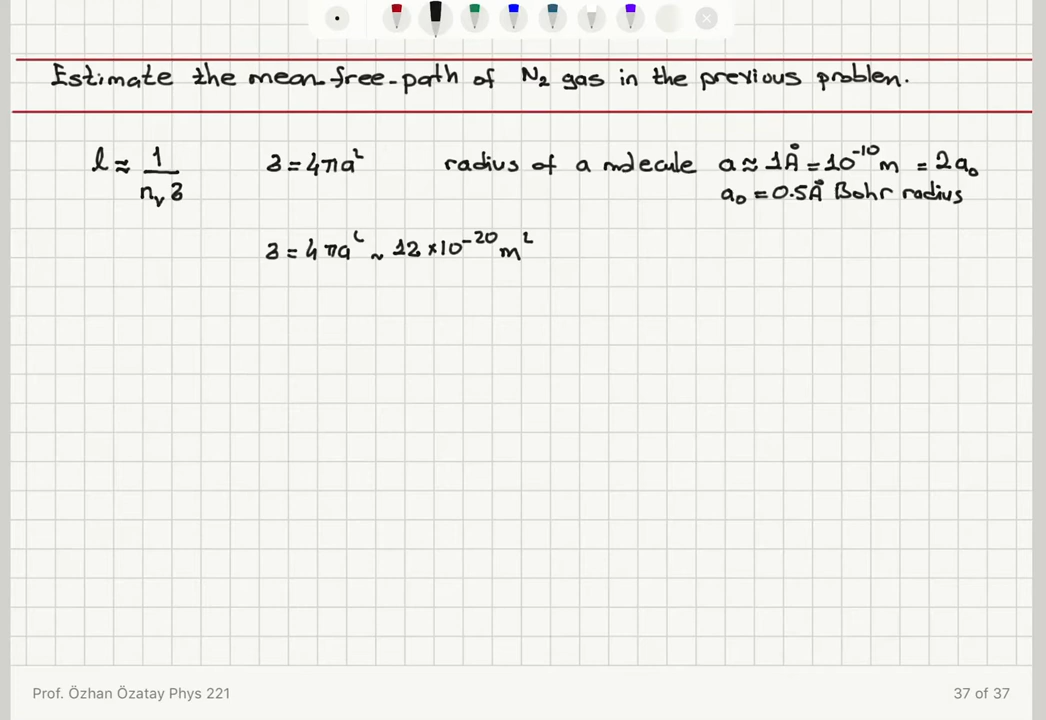 Estimate the mean-free-path of N₂ gas in the previous problem.
l ≈ 1/(n_v σ) σ = 4πa² radius of a molecule a ≈ 1Å = 10⁻¹⁰ m = 2a₀
a₀ = 0.5Å Bohr radius
σ = 4πa² ~ 12 × 10⁻²⁰ m²
Prof. Özhan Özatay Phys 221
37 of 37